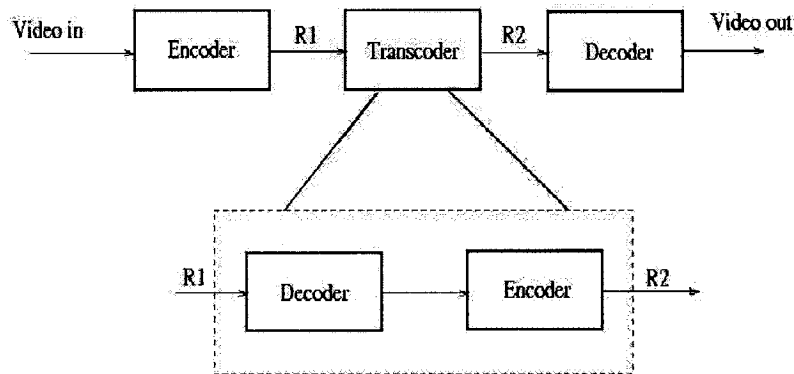 Video in
Encoder
R1
Transcoder
R2
Decoder
Video out
R1
Decoder
Encoder
R2